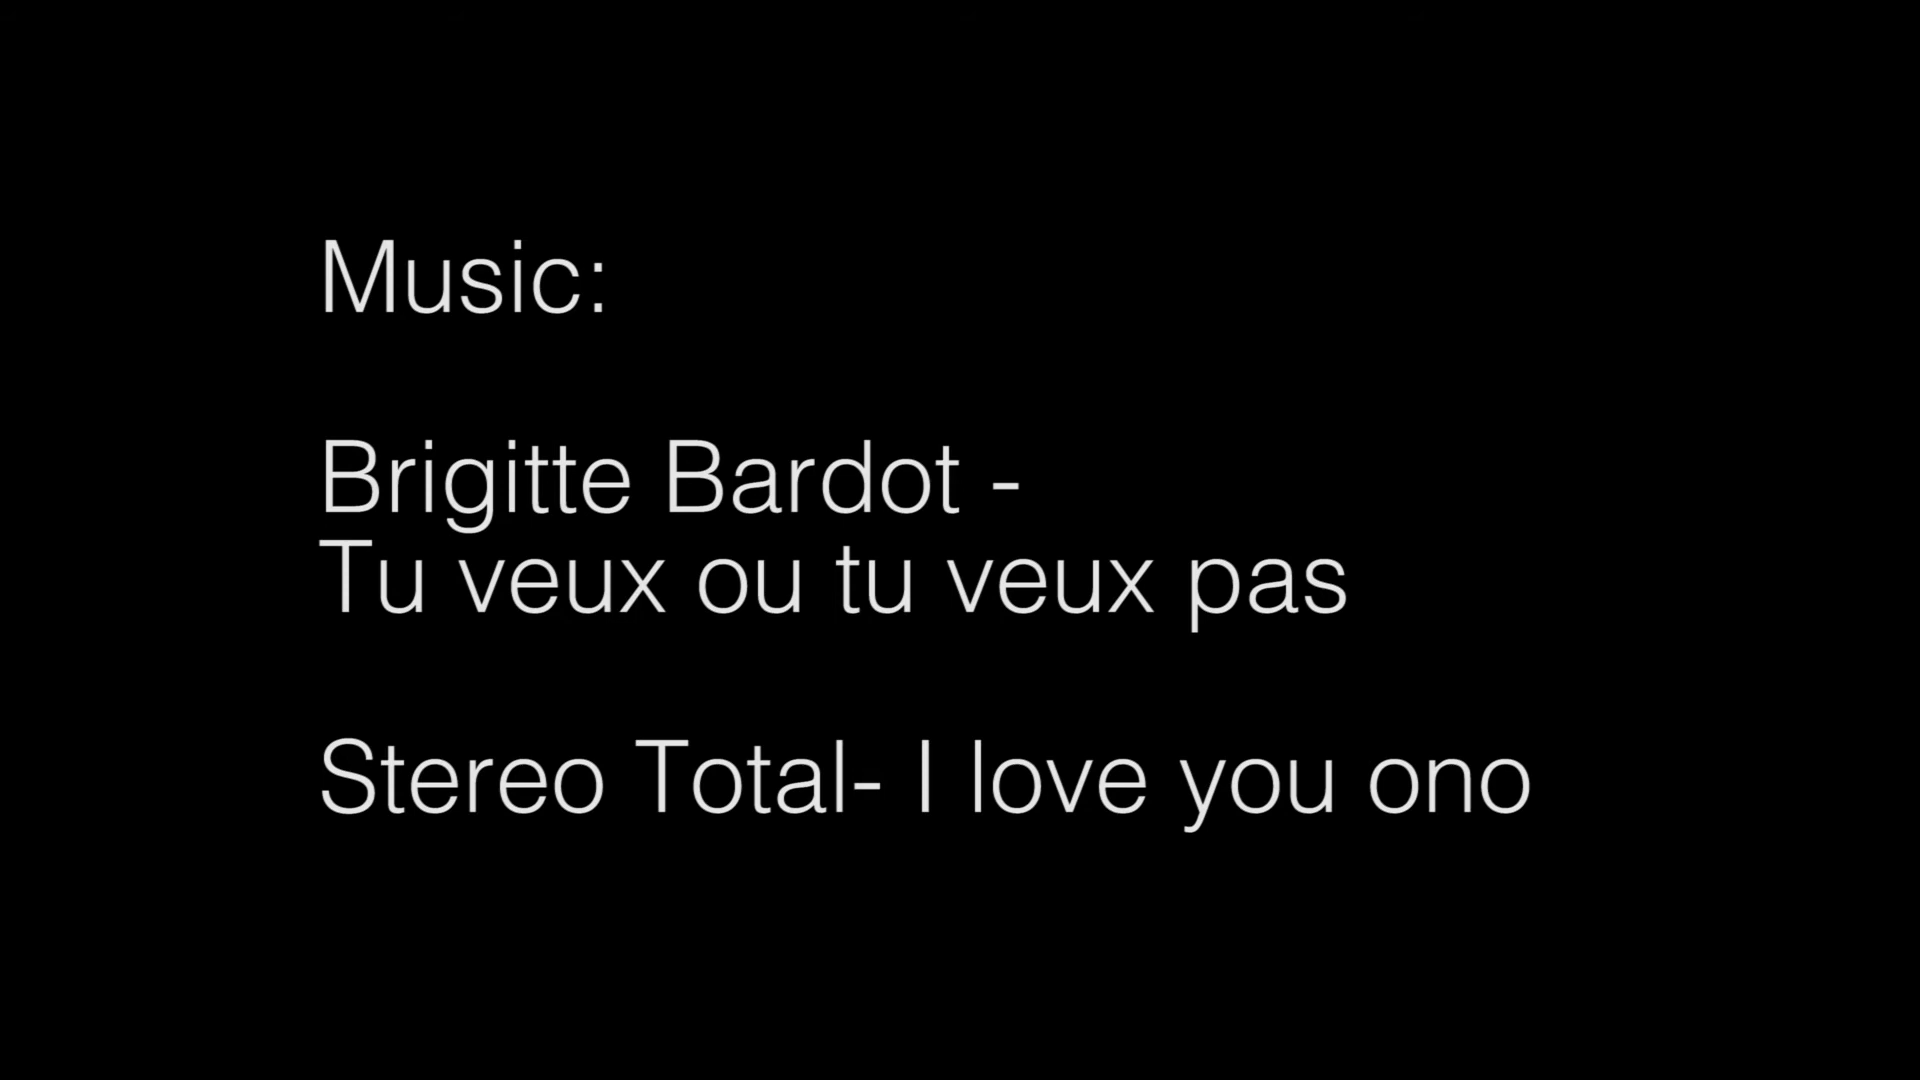 Music:
Brigitte Bardot -
Tu veux ou tu veux pas
Stereo Total- I love you ono